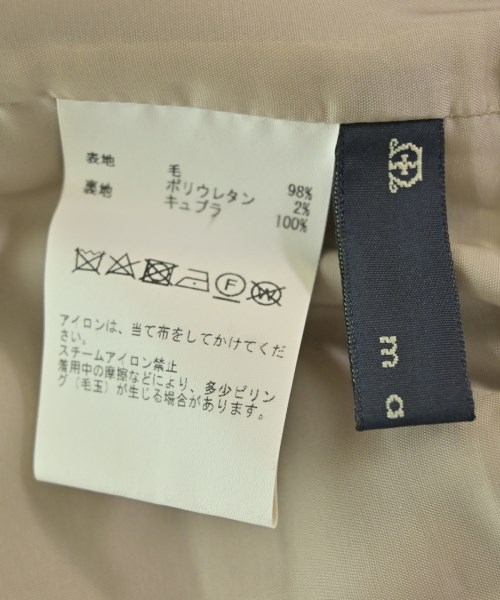 表地 毛 98%
ポリウレタン 2%
裏地 キュプラ 100%
F
W
アイロンは、当て布をしてかけてくだ
さい。
スチームアイロン禁止
着用中の摩擦などにより、多少ピリン
グ（毛玉）が生じる場合があります。
m a